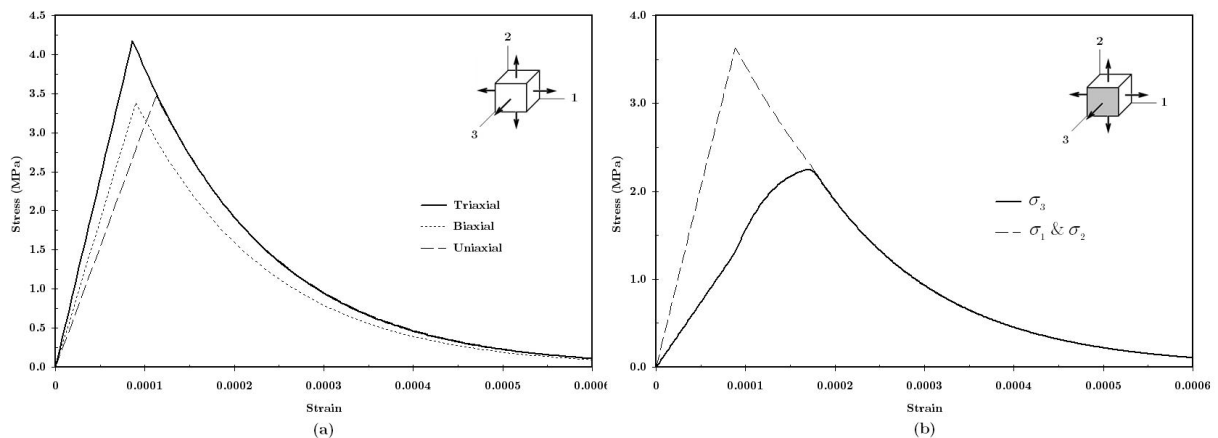 4.5
4.0
3.5
3.0
2.5
2.0
1.5
1.0
0.5
0.0
Stress (MPa)
0 0.0001 0.0002 0.0003 0.0004 0.0005 0.0006
Strain
2
1
3
Triaxial
Biaxial
Uniaxial
(a)
4.0
3.0
2.0
1.0
0.0
Stress (MPa)
0 0.0001 0.0002 0.0003 0.0004 0.0005 0.0006
Strain
2
1
3
σ₃
σ₁ & σ₂
(b)